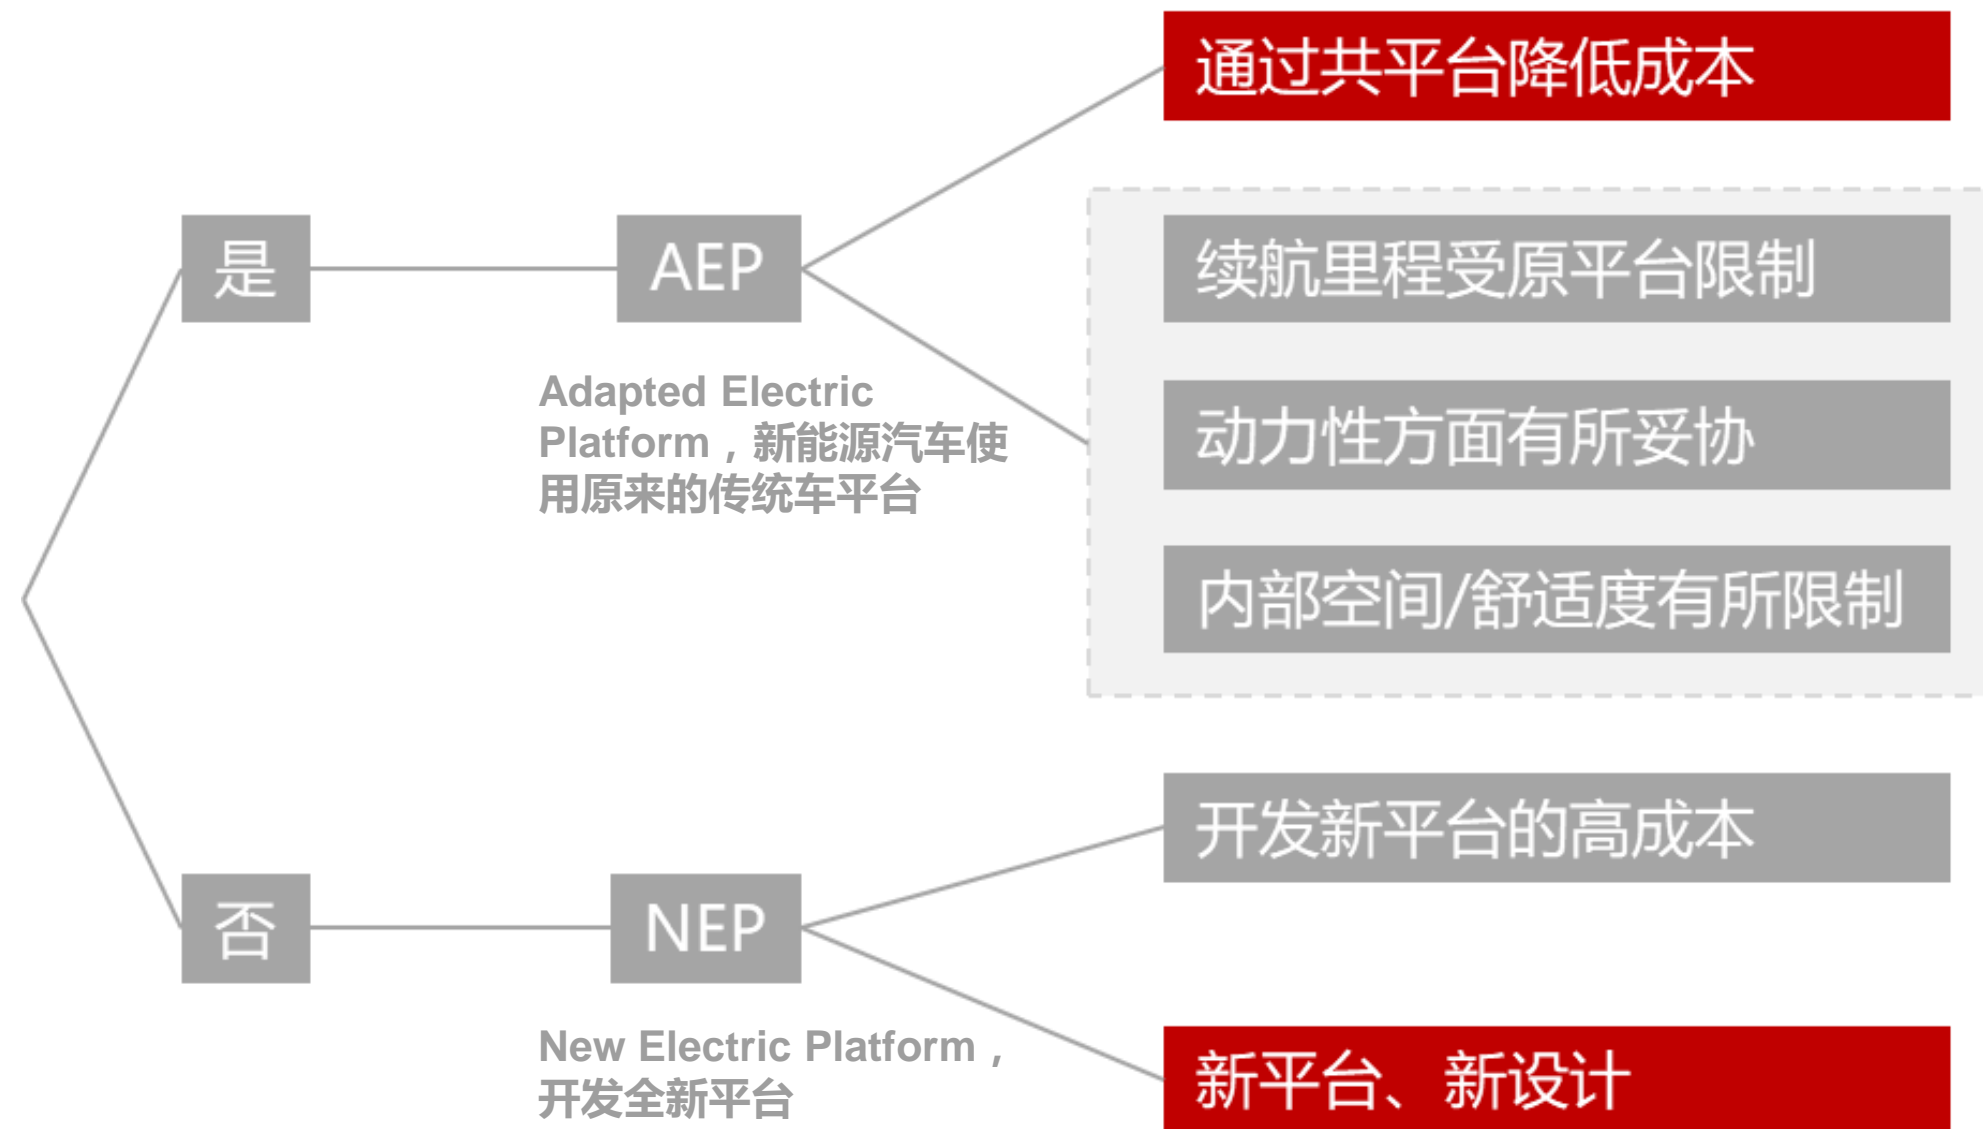 通过共平台降低成本
是
AEP
续航里程受原平台限制
Adapted Electric
Platform，新能源汽车使
用原来的传统车平台
动力性方面有所妥协
内部空间/舒适度有所限制
开发新平台的高成本
否
NEP
New Electric Platform，
开发全新平台
新平台、新设计